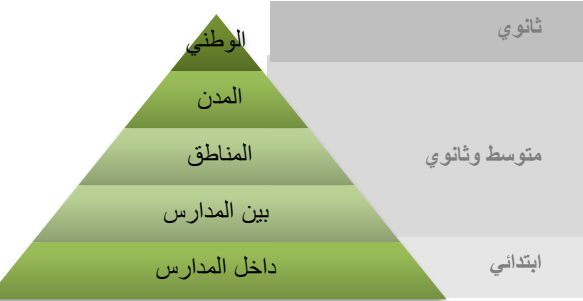 ثانوي
الوطني
المدن
متوسط وثانوي
المناطق
بين المدارس
ابتدائي
داخل المدارس